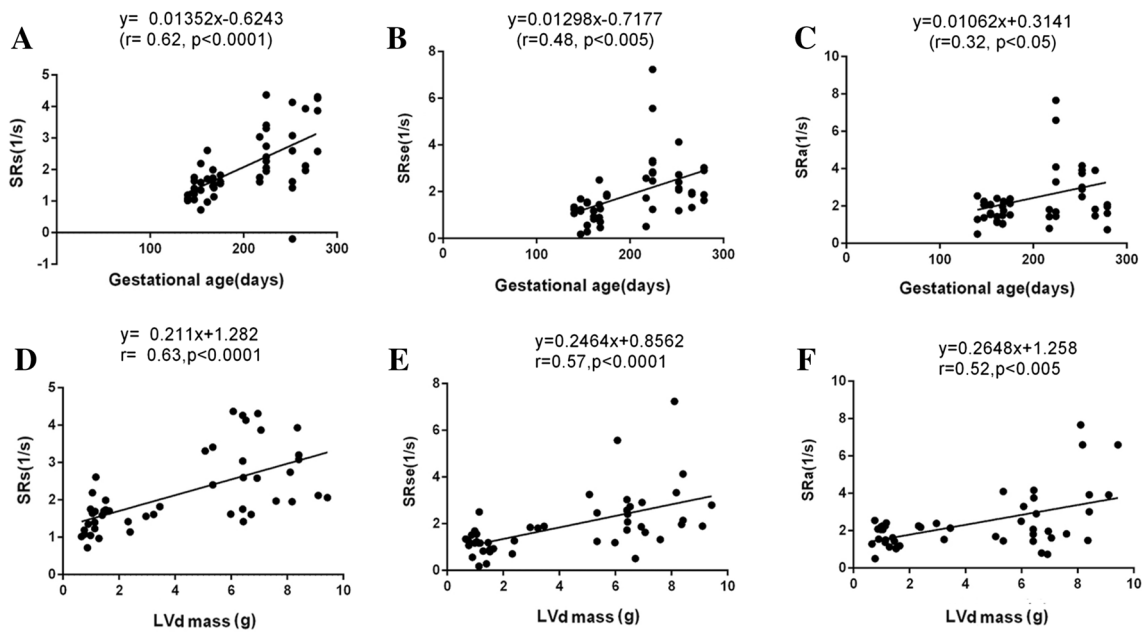 A
y= 0.01352x-0.6243
(r= 0.62, p<0.0001)
SRs(1/s)
5
4
3
2
1
0
-1
100
200
300
Gestational age(days)
B
y=0.01298x-0.7177
(r=0.48, p<0.005)
SRse(1/s)
8
6
4
2
0
0
100
200
300
Gestational age(days)
C
y=0.01062x+0.3141
(r=0.32, p<0.05)
SRa(1/s)
10
8
6
4
2
0
0
100
200
300
Gestational age(days)
D
y= 0.211x+1.282
r= 0.63,p<0.0001
SRs(1/s)
5
4
3
2
1
0
0
2
4
6
8
10
LVd mass (g)
E
y=0.2464x+0.8562
r=0.57,p<0.0001
SRse(1/s)
8
6
4
2
0
0
2
4
6
8
10
LVd mass (g)
F
y=0.2648x+1.258
r=0.52,p<0.005
SRa(1/s)
10
8
6
4
2
0
0
2
4
6
8
10
LVd mass (g)